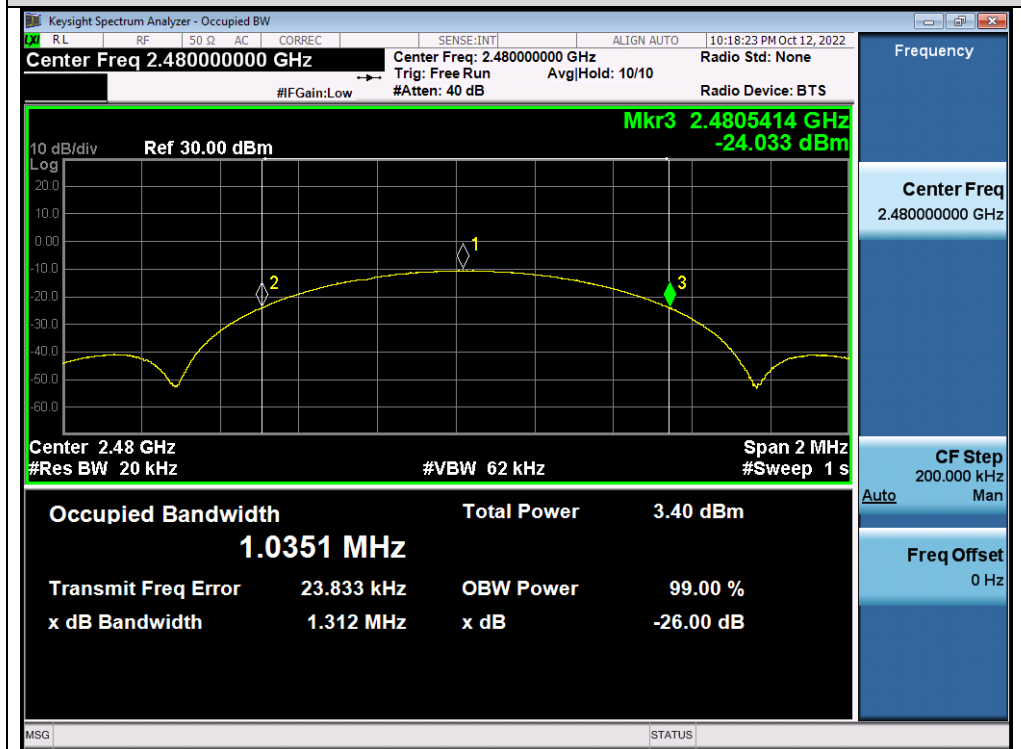 Keysight Spectrum Analyzer - Occupied BW
LXI RL RF 50 Ω AC CORREC SENSE:INT ALIGN AUTO 10:18:23 PM Oct 12, 2022
Center Freq 2.480000000 GHz
Center Freq: 2.480000000 GHz Radio Std: None
Trig: Free Run Avg|Hold: 10/10
#IFGain:Low #Atten: 40 dB Radio Device: BTS
Mkr3 2.4805414 GHz
-24.033 dBm
10 dB/div Ref 30.00 dBm
Log
20.0
10.0
0.00
-10.0
-20.0
-30.0
-40.0
-50.0
-60.0
1
2
3
Center 2.48 GHz Span 2 MHz
#Res BW 20 kHz #VBW 62 kHz #Sweep 1 s
Occupied Bandwidth Total Power 3.40 dBm
1.0351 MHz
Transmit Freq Error 23.833 kHz OBW Power 99.00 %
x dB Bandwidth 1.312 MHz x dB -26.00 dB
Frequency
Center Freq
2.480000000 GHz
CF Step
200.000 kHz
Auto Man
Freq Offset
0 Hz
MSG STATUS